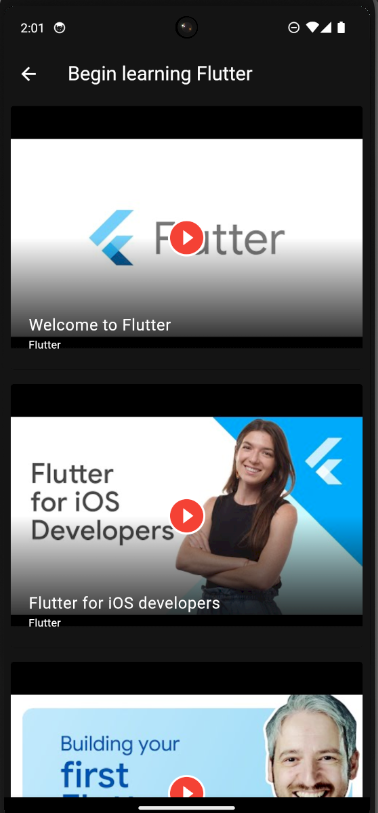 2:01
Begin learning Flutter
Flutter
Welcome to Flutter
Flutter
Flutter
for iOS
Developers
Flutter for iOS developers
Flutter
Building your
first